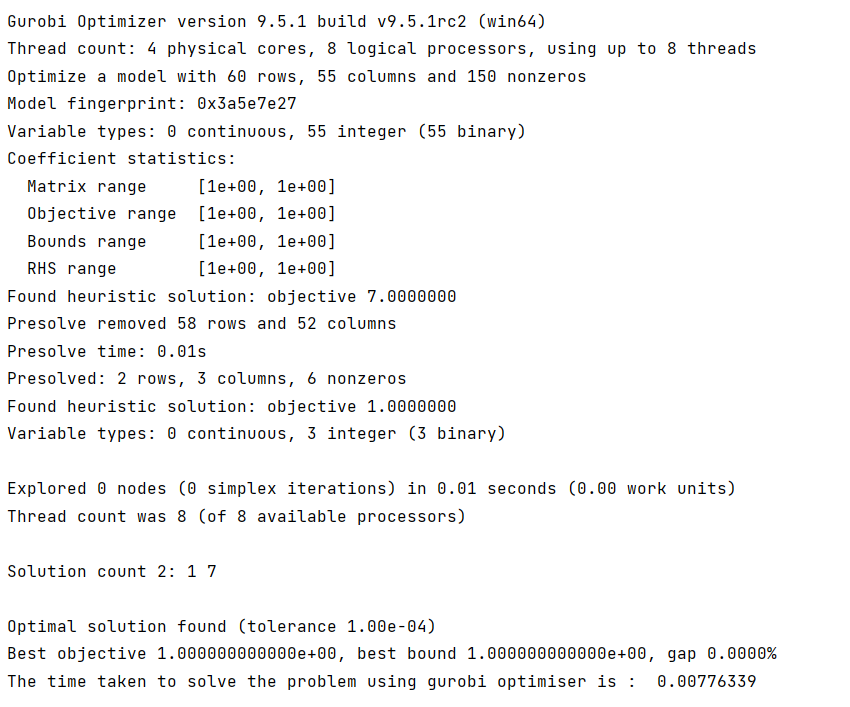 Gurobi Optimizer version 9.5.1 build v9.5.1rc2 (win64)
Thread count: 4 physical cores, 8 logical processors, using up to 8 threads
Optimize a model with 60 rows, 55 columns and 150 nonzeros
Model fingerprint: 0x3a5e7e27
Variable types: 0 continuous, 55 integer (55 binary)
Coefficient statistics:
  Matrix range     [1e+00, 1e+00]
  Objective range  [1e+00, 1e+00]
  Bounds range     [1e+00, 1e+00]
  RHS range        [1e+00, 1e+00]
Found heuristic solution: objective 7.0000000
Presolve removed 58 rows and 52 columns
Presolve time: 0.01s
Presolved: 2 rows, 3 columns, 6 nonzeros
Found heuristic solution: objective 1.0000000
Variable types: 0 continuous, 3 integer (3 binary)
Explored 0 nodes (0 simplex iterations) in 0.01 seconds (0.00 work units)
Thread count was 8 (of 8 available processors)
Solution count 2: 1 7
Optimal solution found (tolerance 1.00e-04)
Best objective 1.000000000000e+00, best bound 1.000000000000e+00, gap 0.0000%
The time taken to solve the problem using gurobi optimiser is :  0.00776339